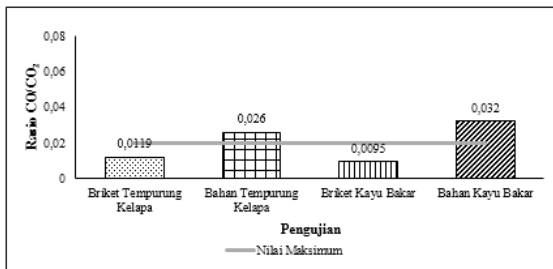 0,08
0,06
0,04
0,02
0
Rasio CO/CO₂
0,0119
0,026
0,0095
0,032
Briket Tempurung
Kelapa
Bahan Tempurung
Kelapa
Briket Kayu Bakar
Bahan Kayu Bakar
Pengujian
Nilai Maksimum